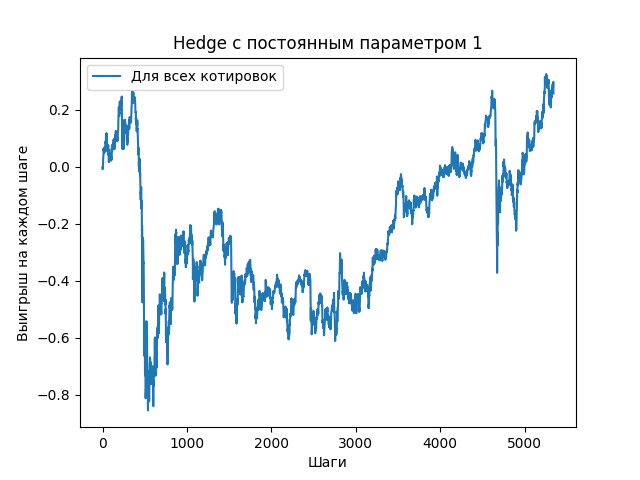 Hedge с постоянным параметром 1
Для всех котировок
Выигрыш на каждом шаге
0.2
0.0
−0.2
−0.4
−0.6
−0.8
0 1000 2000 3000 4000 5000
Шаги